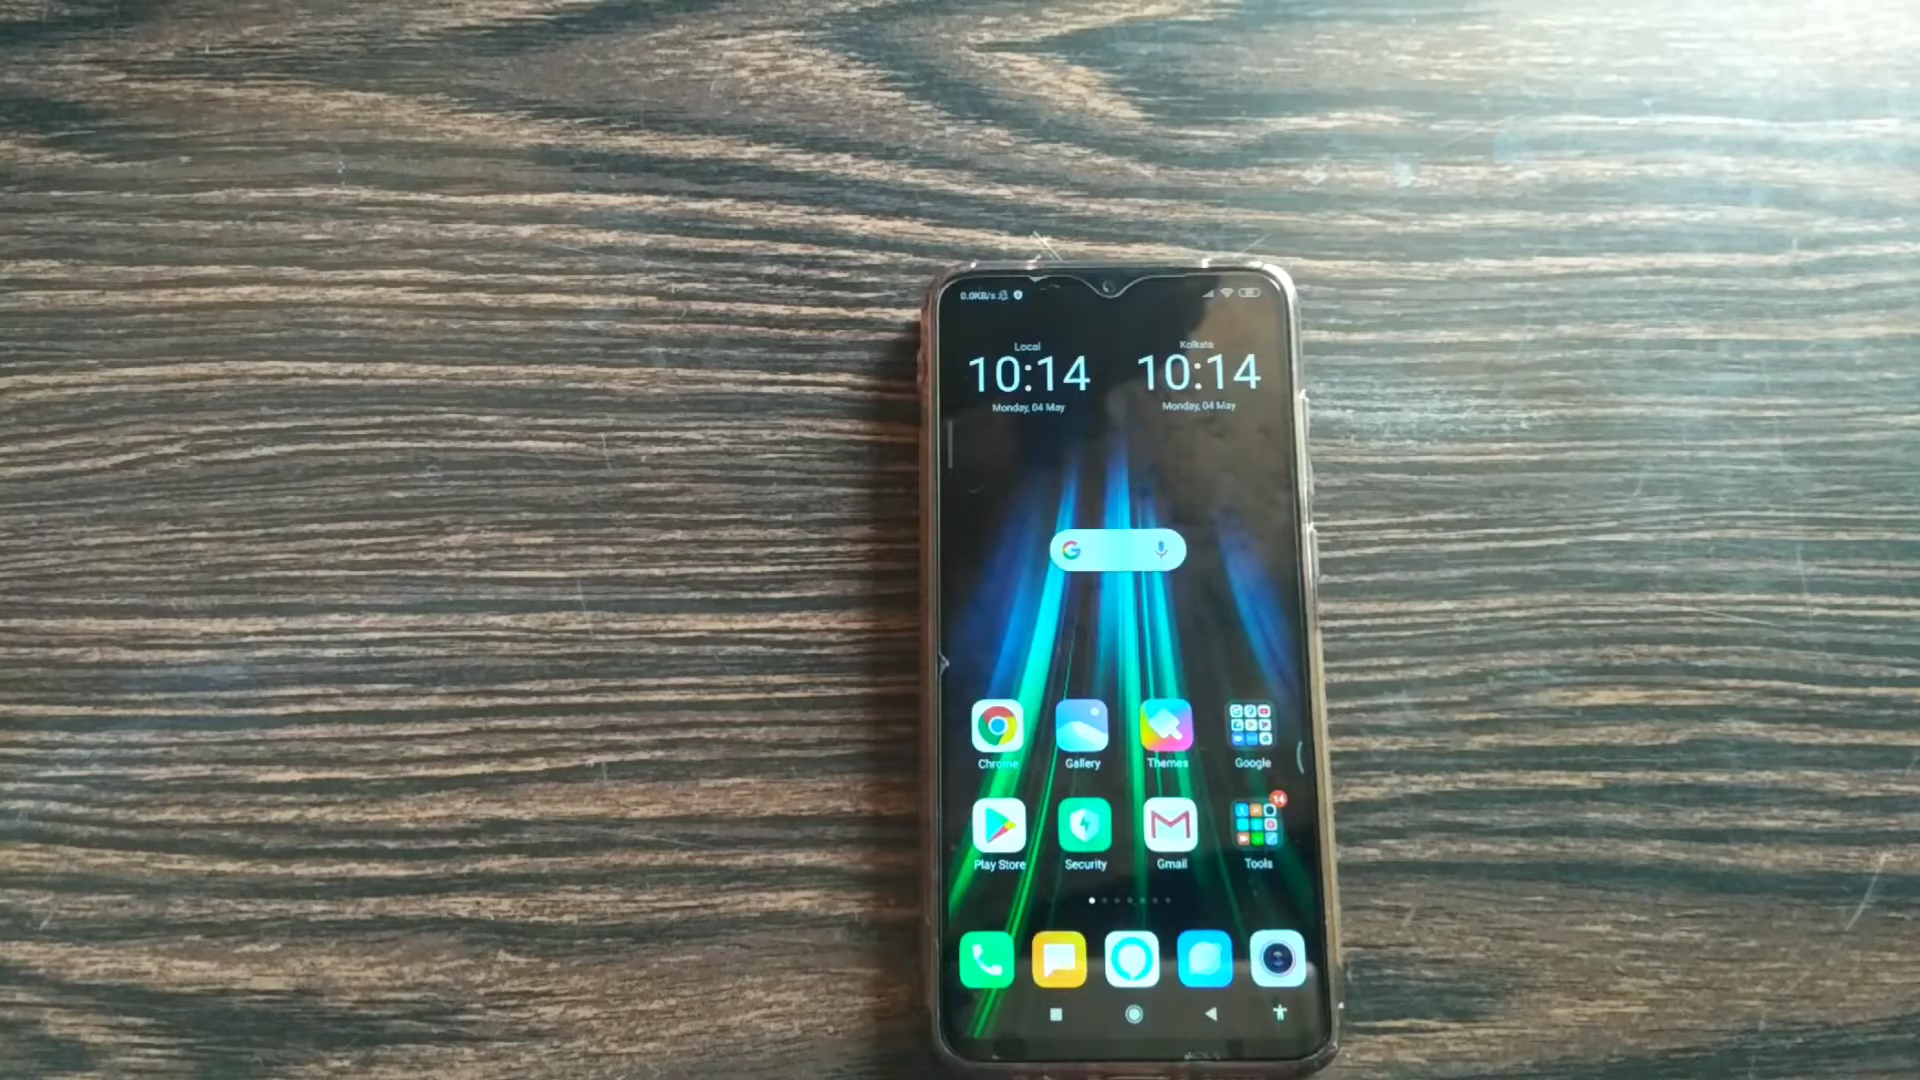 0.0KB/s
Local
Kolkata
10:14
10:14
Monday, 04 May
Monday, 04 May
G
Chrome
Gallery
Themes
Google
14
Play Store
Security
Gmail
Tools